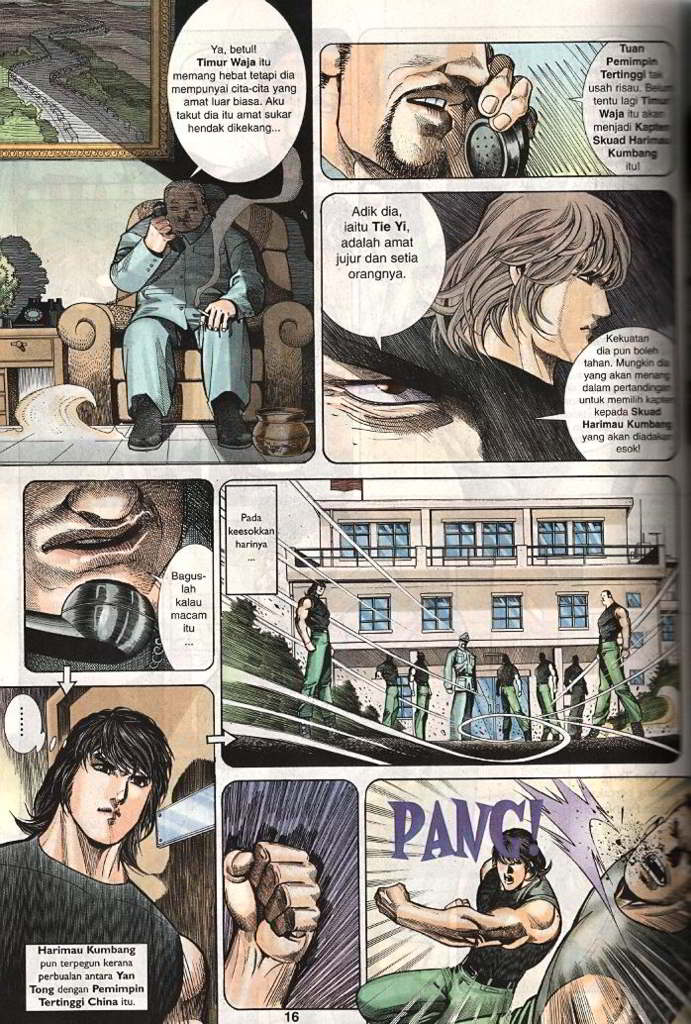 Ya, betul!
Timur Waja itu
memang hebat tetapi dia
mempunyai cita-cita yang
amat luar biasa. Aku
takut dia itu amat sukar
hendak dikekang...
Tuan
Pemimpin
Tertinggi tak
usah risau. Belum
tentu lagi Timur
Waja itu akan
menjadi Kapten
Skuad Harimau
Kumbang
itu!
Adik dia,
iaitu Tie Yi,
adalah amat
jujur dan setia
orangnya.
Kekuatan
dia pun boleh
tahan. Mungkin dia
yang akan menang
dalam pertandingan
untuk memilih kapten
kepada Skuad
Harimau Kumbang
yang akan diadakan
esok!
Bagus-
lah
kalau
macam
itu
...
Pada
keesokkan
harinya
...
......
Harimau Kumbang
pun terpegun kerana
perbualan antara Yan
Tong dengan Pemimpin
Tertinggi China itu.
PANG!
16